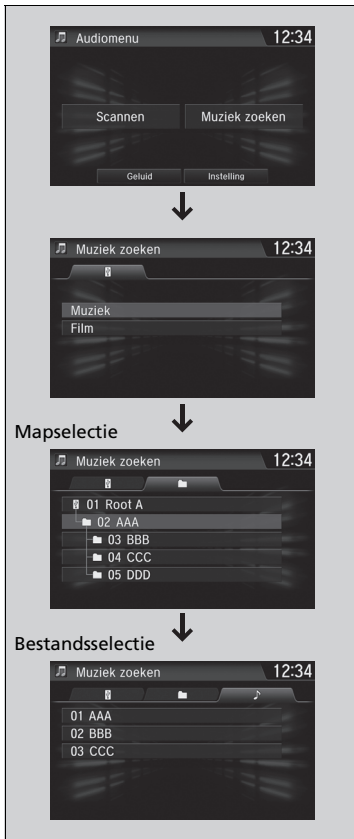 Audiomenu 12:34
Scannen Muziek zoeken
Geluid Instelling
Muziek zoeken 12:34
Muziek
Film
Mapselectie
Muziek zoeken 12:34
01 Root A
02 AAA
03 BBB
04 CCC
05 DDD
Bestandsselectie
Muziek zoeken 12:34
01 AAA
02 BBB
03 CCC